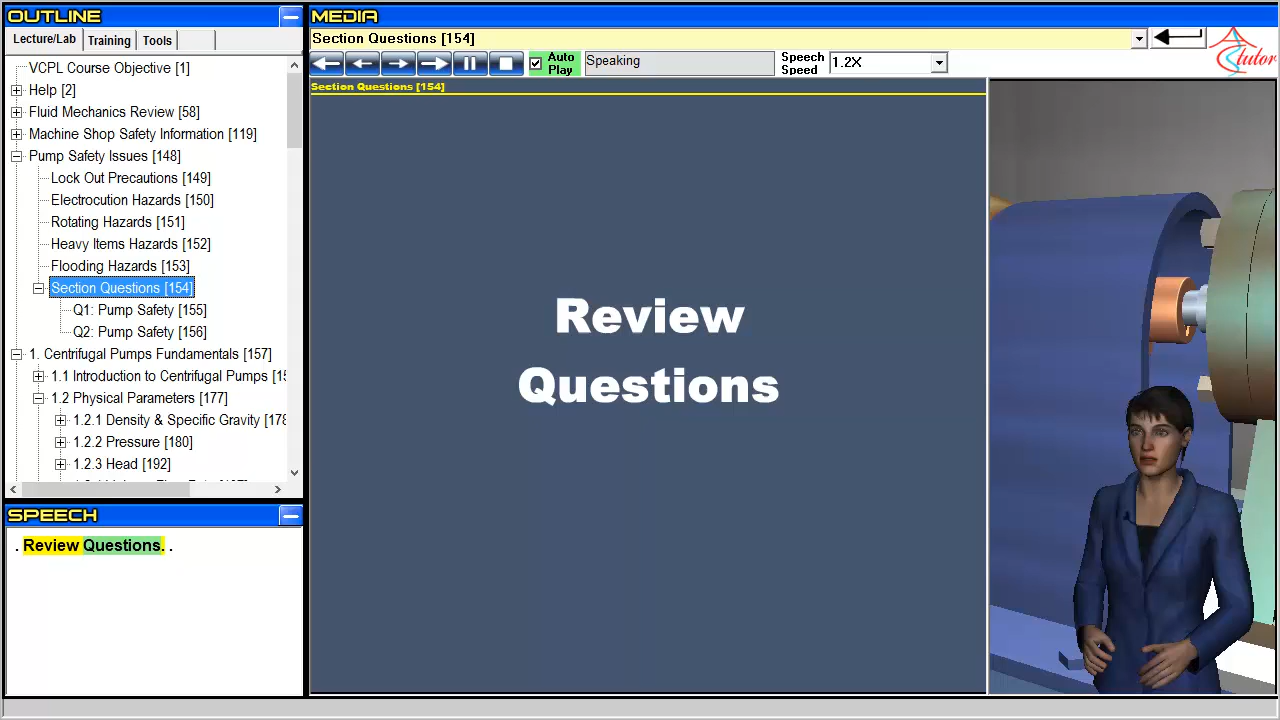 OUTLINE
Lecture/Lab Training Tools
VCPL Course Objective [1]
Help [2]
Fluid Mechanics Review [58]
Machine Shop Safety Information [119]
Pump Safety Issues [148]
Lock Out Precautions [149]
Electrocution Hazards [150]
Rotating Hazards [151]
Heavy Items Hazards [152]
Flooding Hazards [153]
Section Questions [154]
Q1: Pump Safety [155]
Q2: Pump Safety [156]
1. Centrifugal Pumps Fundamentals [157]
1.1 Introduction to Centrifugal Pumps [15
1.2 Physical Parameters [177]
1.2.1 Density & Specific Gravity [178
1.2.2 Pressure [180]
1.2.3 Head [192]
SPEECH
. Review Questions. .
MEDIA
Section Questions [154]
Auto Play
Speaking
Speech Speed
1.2X
tutor
Section Questions [154]
Review
Questions